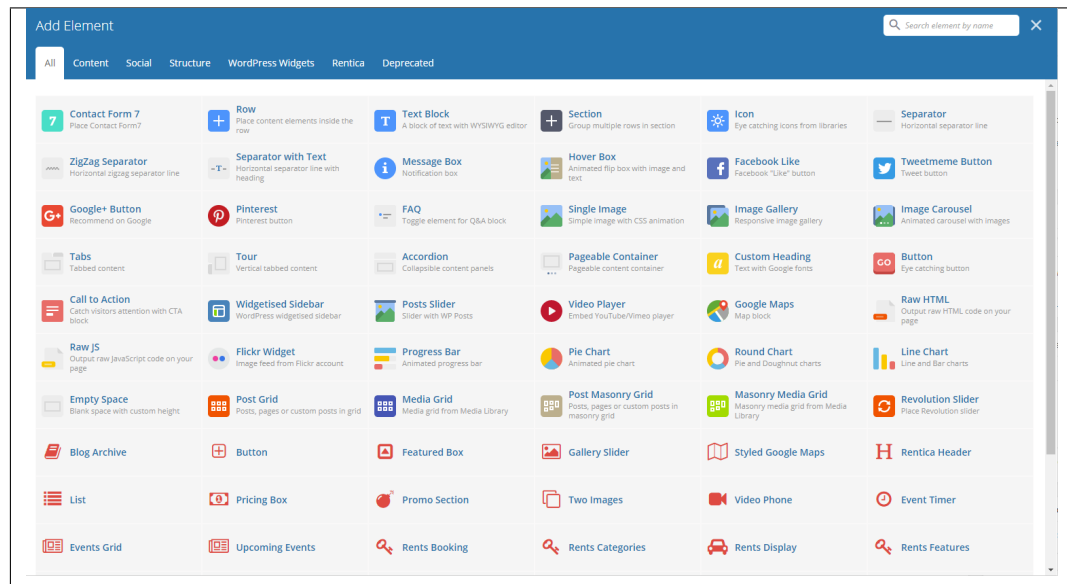 Add Element
Search element by name
All Content Social Structure WordPress Widgets Rentica Deprecated
Contact Form 7
Place Contact Form7
Row
Place content elements inside the
row
Text Block
A block of text with WYSIWYG editor
Section
Group multiple rows in section
Icon
Eye catching icons from libraries
Separator
Horizontal separator line
ZigZag Separator
Horizontal zigzag separator line
Separator with Text
Horizontal separator line with
heading
Message Box
Notification box
Hover Box
Animated flip box with image and
text
Facebook Like
Facebook "Like" button
Tweetmeme Button
Tweet button
Google+ Button
Recommend on Google
Pinterest
Pinterest button
FAQ
Toggle element for Q&A block
Single Image
Simple image with CSS animation
Image Gallery
Responsive image gallery
Image Carousel
Animated carousel with images
Tabs
Tabbed content
Tour
Vertical tabbed content
Accordion
Collapsible content panels
Pageable Container
Pageable content container
Custom Heading
Text with Google fonts
GO
Button
Eye catching button
Call to Action
Catch visitors attention with CTA
block
Widgetised Sidebar
WordPress widgetised sidebar
Posts Slider
Slider with WP Posts
Video Player
Embed YouTube/Vimeo player
Google Maps
Map block
Raw HTML
Output raw HTML code on your
page
Raw JS
Output raw JavaScript code on your
page
Flickr Widget
Image feed from Flickr account
Progress Bar
Animated progress bar
Pie Chart
Animated pie chart
Round Chart
Pie and Doughnut charts
Line Chart
Line and Bar charts
Empty Space
Blank space with custom height
Post Grid
Posts, pages or custom posts in grid
Media Grid
Media grid from Media Library
Post Masonry Grid
Posts, pages or custom posts in
masonry grid
Masonry Media Grid
Masonry media grid from Media
Library
Revolution Slider
Place Revolution slider
Blog Archive
Button
Featured Box
Gallery Slider
Styled Google Maps
Rentica Header
List
Pricing Box
Promo Section
Two Images
Video Phone
Event Timer
Events Grid
Upcoming Events
Rents Booking
Rents Categories
Rents Display
Rents Features